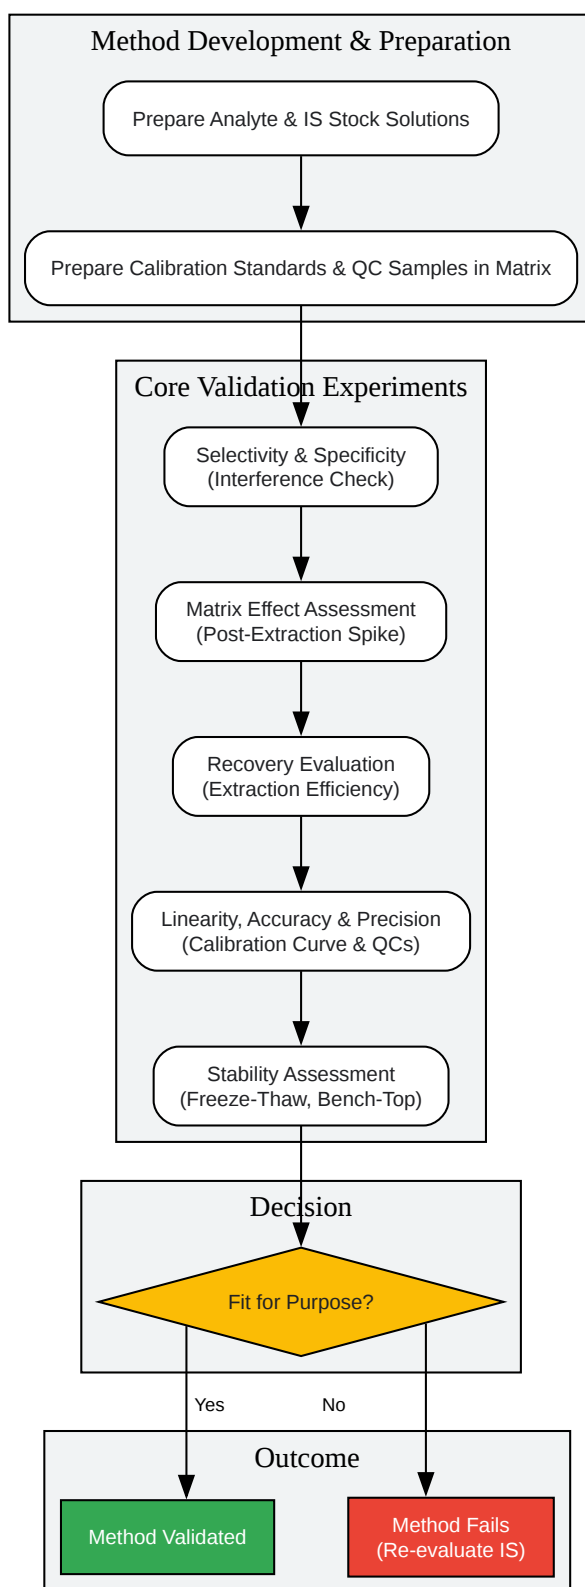 Method Development & Preparation
Prepare Analyte & IS Stock Solutions
Prepare Calibration Standards & QC Samples in Matrix
Core Validation Experiments
Selectivity & Specificity
(Interference Check)
Matrix Effect Assessment
(Post-Extraction Spike)
Recovery Evaluation
(Extraction Efficiency)
Linearity, Accuracy & Precision
(Calibration Curve & QCs)
Stability Assessment
(Freeze-Thaw, Bench-Top)
Decision
Fit for Purpose?
Yes
No
Outcome
Method Validated
Method Fails
(Re-evaluate IS)